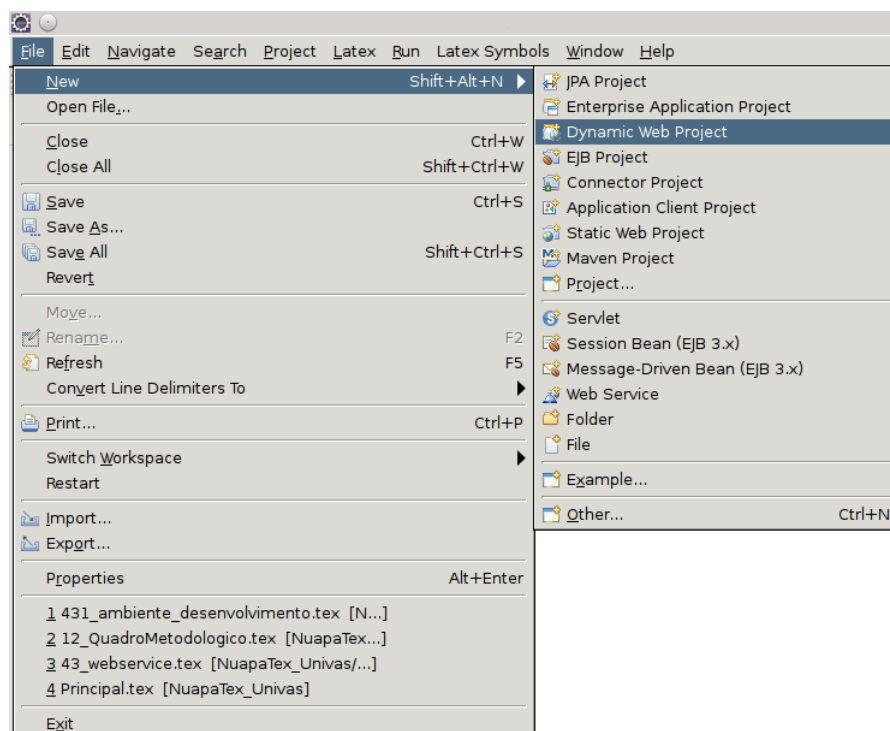 File Edit Navigate Search Project Latex Run Latex Symbols Window Help
New Shift+Alt+N
Open File...
Close Ctrl+W
Close All Shift+Ctrl+W
Save Ctrl+S
Save As...
Save All Shift+Ctrl+S
Revert
Move...
Rename... F2
Refresh F5
Convert Line Delimiters To
Print... Ctrl+P
Switch Workspace
Restart
Import...
Export...
Properties Alt+Enter
1 431_ambiente_desenvolvimento.tex [N...]
2 12_QuadroMetodologico.tex [NuapaTex...]
3 43_webservice.tex [NuapaTex_Univas/...]
4 Principal.tex [NuapaTex_Univas]
Exit
JPA Project
Enterprise Application Project
Dynamic Web Project
EJB Project
Connector Project
Application Client Project
Static Web Project
Maven Project
Project...
Servlet
Session Bean (EJB 3.x)
Message-Driven Bean (EJB 3.x)
Web Service
Folder
File
Example...
Other... Ctrl+N